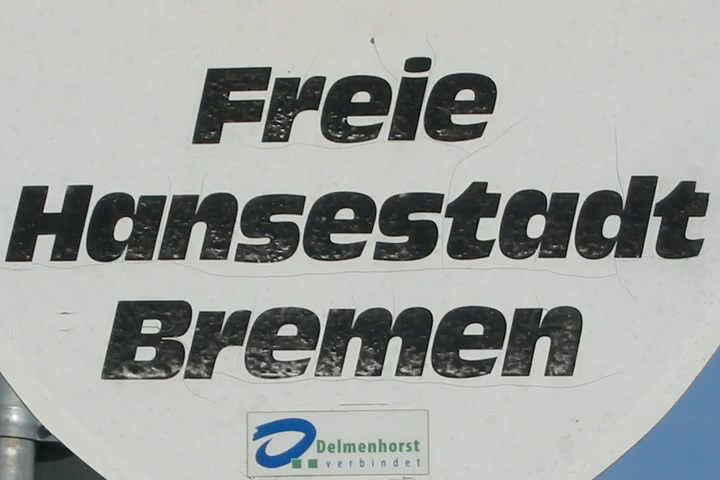 Freie
Hansestadt
Bremen
Delmenhorst
verbindet